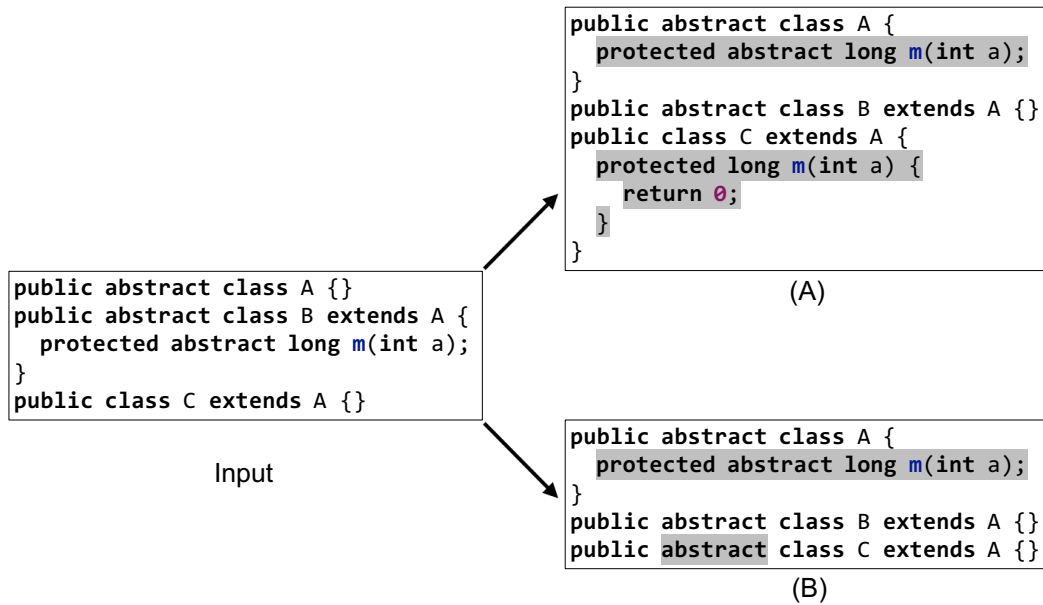 public abstract class A {
  protected abstract long m(int a);
}
public abstract class B extends A {}
public class C extends A {
  protected long m(int a) {
    return 0;
  }
}
(A)
public abstract class A {}
public abstract class B extends A {
  protected abstract long m(int a);
}
public class C extends A {}
Input
public abstract class A {
  protected abstract long m(int a);
}
public abstract class B extends A {}
public abstract class C extends A {}
(B)